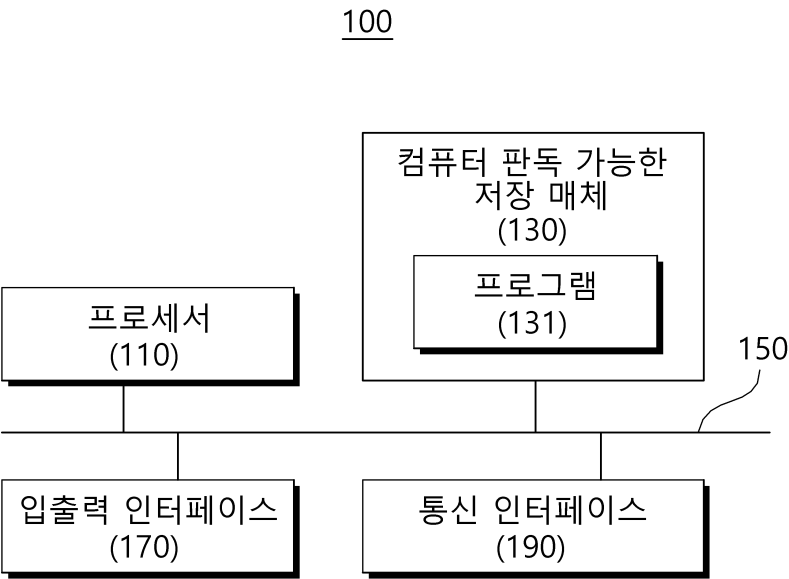 100
컴퓨터 판독 가능한
저장 매체
(130)
프로그램
(131)
프로세서
(110)
150
입출력 인터페이스
(170)
통신 인터페이스
(190)